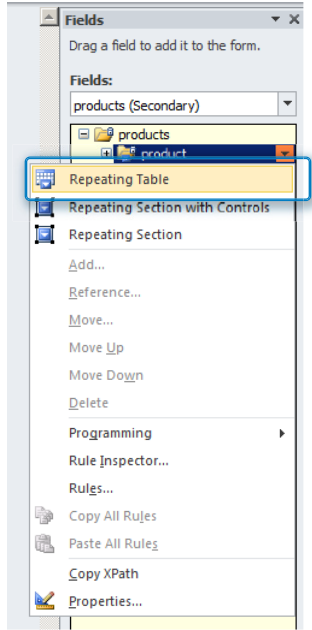 Fields
Drag a field to add it to the form.
Fields:
products (Secondary)
products
product
Repeating Table
Repeating Section with Controls
Repeating Section
Add...
Reference...
Move...
Move Up
Move Down
Delete
Programming
Rule Inspector...
Rules...
Copy All Rules
Paste All Rules
Copy XPath
Properties...